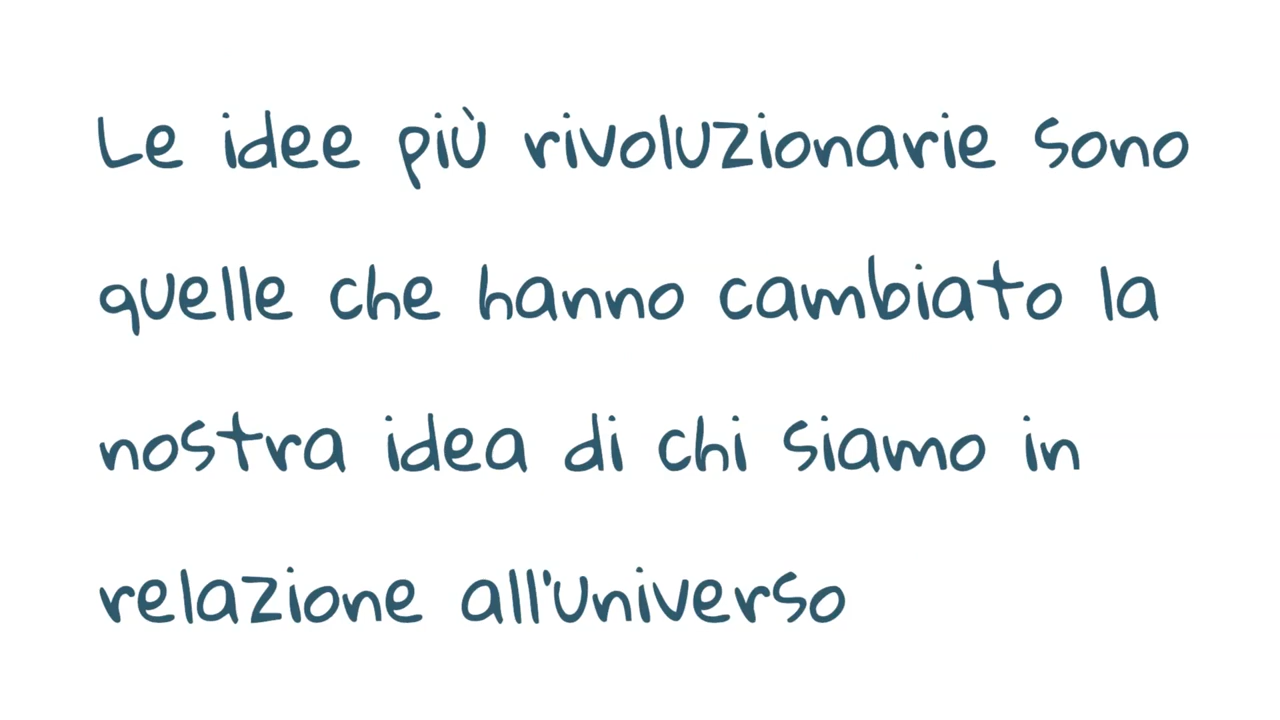 Le idee più rivoluzionarie sono
quelle che hanno cambiato la
nostra idea di chi siamo in
relazione all'universo